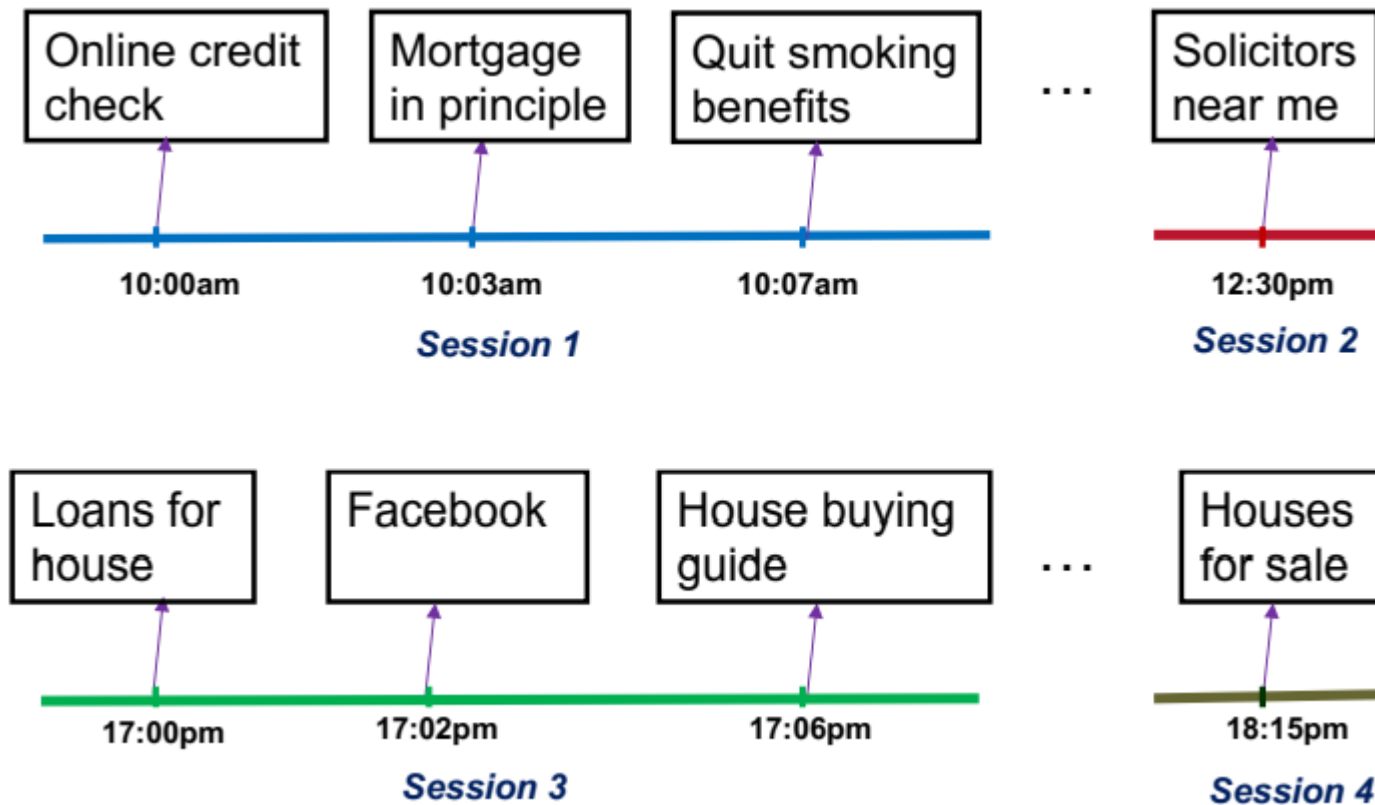 Online credit
check
Mortgage
in principle
Quit smoking
benefits
...
Solicitors
near me
10:00am
10:03am
10:07am
12:30pm
Session 1
Session 2
Loans for
house
Facebook
House buying
guide
...
Houses
for sale
17:00pm
17:02pm
17:06pm
18:15pm
Session 3
Session 4